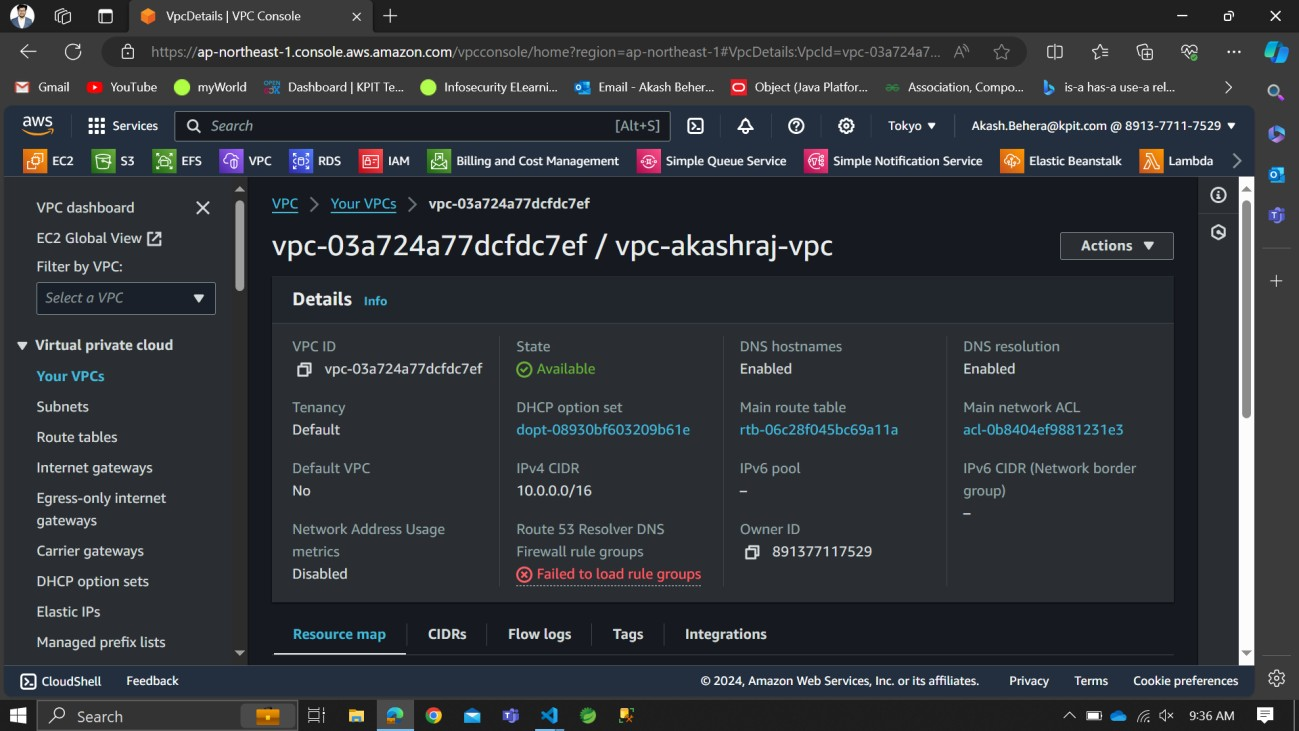 VpcDetails | VPC Console
https://ap-northeast-1.console.aws.amazon.com/vpcconsole/home?region=ap-northeast-1#VpcDetails:VpcId=vpc-03a724a7...
Gmail YouTube myWorld Dashboard | KPIT Te... Infosecurity ELearni... Email - Akash Beher... Object (Java Platfor... Association, Compo... is-a has-a use-a rel...
aws Services Search [Alt+S] Tokyo Akash.Behera@kpit.com @ 8913-7711-7529
EC2 S3 EFS VPC RDS IAM Billing and Cost Management Simple Queue Service Simple Notification Service Elastic Beanstalk Lambda
VPC dashboard
EC2 Global View
Filter by VPC:
Select a VPC
Virtual private cloud
Your VPCs
Subnets
Route tables
Internet gateways
Egress-only internet
gateways
Carrier gateways
DHCP option sets
Elastic IPs
Managed prefix lists
VPC > Your VPCs > vpc-03a724a77dcfdc7ef
vpc-03a724a77dcfdc7ef / vpc-akashraj-vpc
Actions
Details Info
VPC ID
vpc-03a724a77dcfdc7ef
State
Available
DNS hostnames
Enabled
DNS resolution
Enabled
Tenancy
Default
DHCP option set
dopt-08930bf603209b61e
Main route table
rtb-06c28f045bc69a11a
Main network ACL
acl-0b8404ef9881231e3
Default VPC
No
IPv4 CIDR
10.0.0.0/16
IPv6 pool
–
IPv6 CIDR (Network border
group)
–
Network Address Usage
metrics
Disabled
Route 53 Resolver DNS
Firewall rule groups
Failed to load rule groups
Owner ID
891377117529
Resource map CIDRs Flow logs Tags Integrations
CloudShell Feedback © 2024, Amazon Web Services, Inc. or its affiliates. Privacy Terms Cookie preferences
Search 9:36 AM